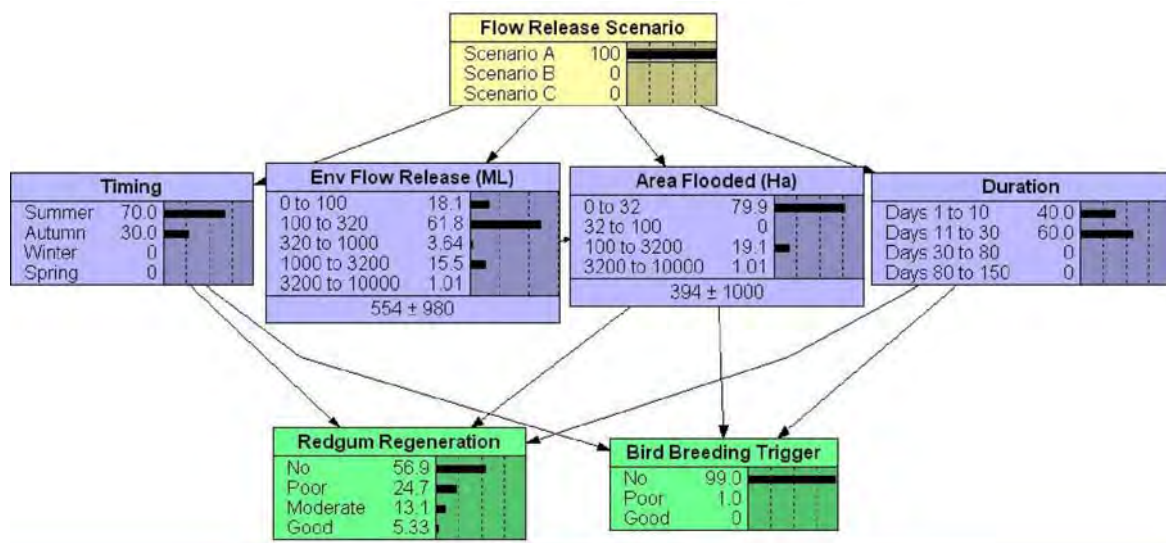 Flow Release Scenario
Scenario A 100
Scenario B 0
Scenario C 0
Timing
Summer 70.0
Autumn 30.0
Winter 0
Spring 0
Env Flow Release (ML)
0 to 100 18.1
100 to 320 61.8
320 to 1000 3.64
1000 to 3200 15.5
3200 to 10000 1.01
554 ± 980
Area Flooded (Ha)
0 to 32 79.9
32 to 100 0
100 to 3200 19.1
3200 to 10000 1.01
394 ± 1000
Duration
Days 1 to 10 40.0
Days 11 to 30 60.0
Days 30 to 80 0
Days 80 to 150 0
Redgum Regeneration
No 56.9
Poor 24.7
Moderate 13.1
Good 5.33
Bird Breeding Trigger
No 99.0
Poor 1.0
Good 0